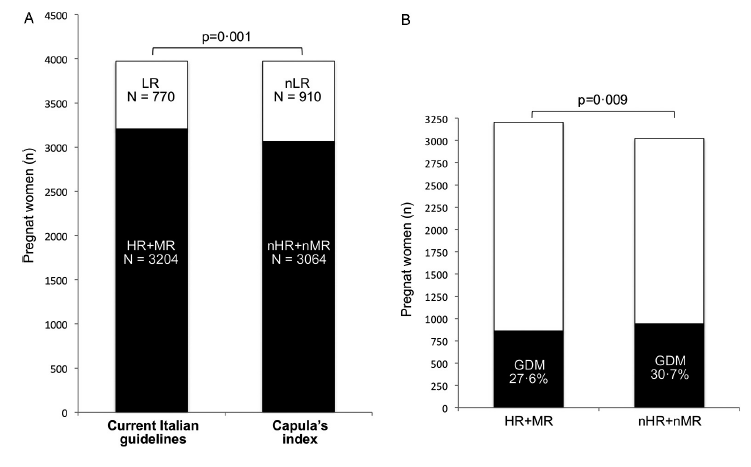 A
p=0·001
4500
4000
3500
3000
2500
2000
1500
1000
500
0
Pregnat women (n)
LR
N = 770
nLR
N = 910
HR+MR
N = 3204
nHR+nMR
N = 3064
Current Italian
guidelines
Capula's
index
B
p=0·009
3250
3000
2750
2500
2250
2000
1750
1500
1250
1000
750
500
250
0
Pregnat women (n)
GDM
27·6%
GDM
30·7%
HR+MR
nHR+nMR